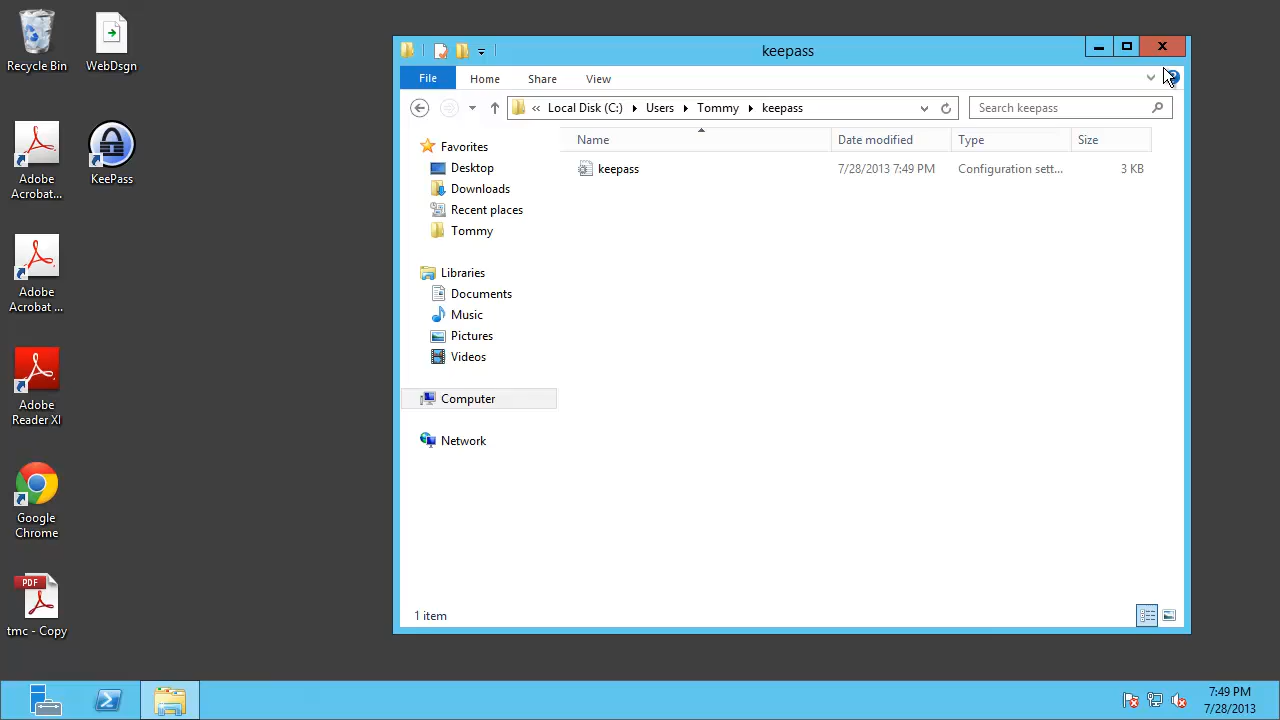 Recycle Bin
WebDsgn
Adobe
Acrobat...
KeePass
Adobe
Acrobat ...
Adobe
Reader XI
Google
Chrome
PDF
tmc - Copy
keepass
File Home Share View
« Local Disk (C:) Users Tommy keepass
Search keepass
Favorites
Desktop
Downloads
Recent places
Tommy
Libraries
Documents
Music
Pictures
Videos
Computer
Network
Name Date modified Type Size
keepass 7/28/2013 7:49 PM Configuration sett... 3 KB
1 item
7:49 PM
7/28/2013